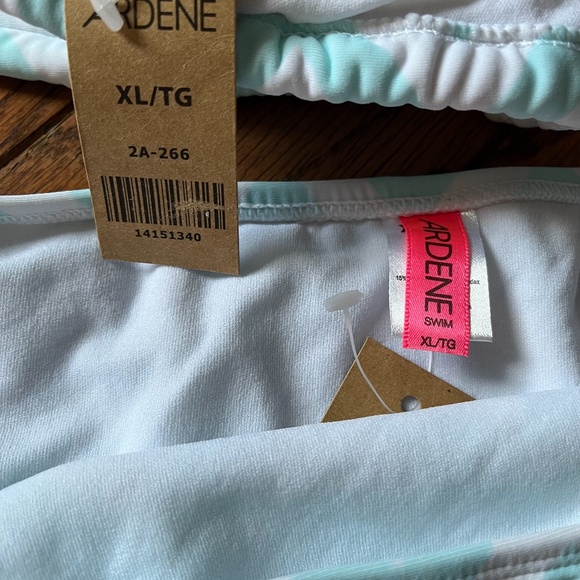 ARDENE
XL/TG
2A-266
14151340
ARDENE
SWIM
XL/TG